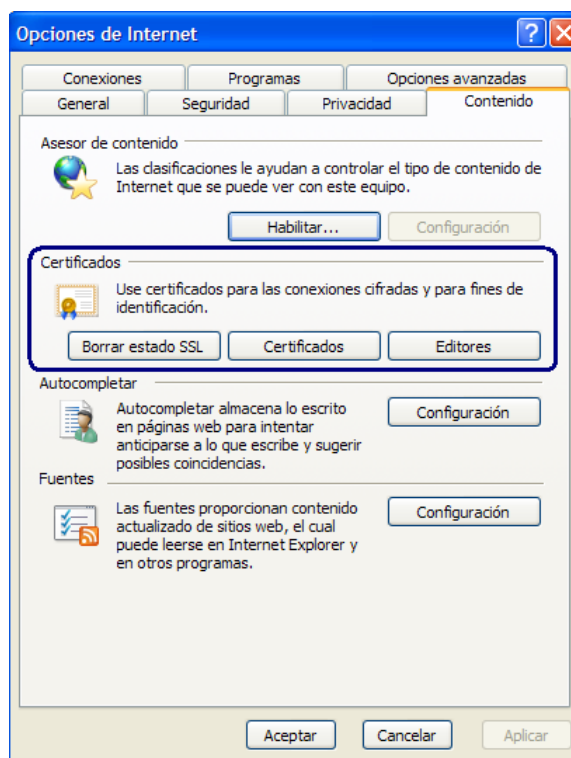 Opciones de Internet
Conexiones Programas Opciones avanzadas
General Seguridad Privacidad Contenido
Asesor de contenido
Las clasificaciones le ayudan a controlar el tipo de contenido de
Internet que se puede ver con este equipo.
Habilitar... Configuración
Certificados
Use certificados para las conexiones cifradas y para fines de
identificación.
Borrar estado SSL Certificados Editores
Autocompletar
Autocompletar almacena lo escrito
en páginas web para intentar
anticiparse a lo que escribe y sugerir
posibles coincidencias.
Configuración
Fuentes
Las fuentes proporcionan contenido
actualizado de sitios web, el cual
puede leerse en Internet Explorer y
en otros programas.
Configuración
Aceptar Cancelar Aplicar